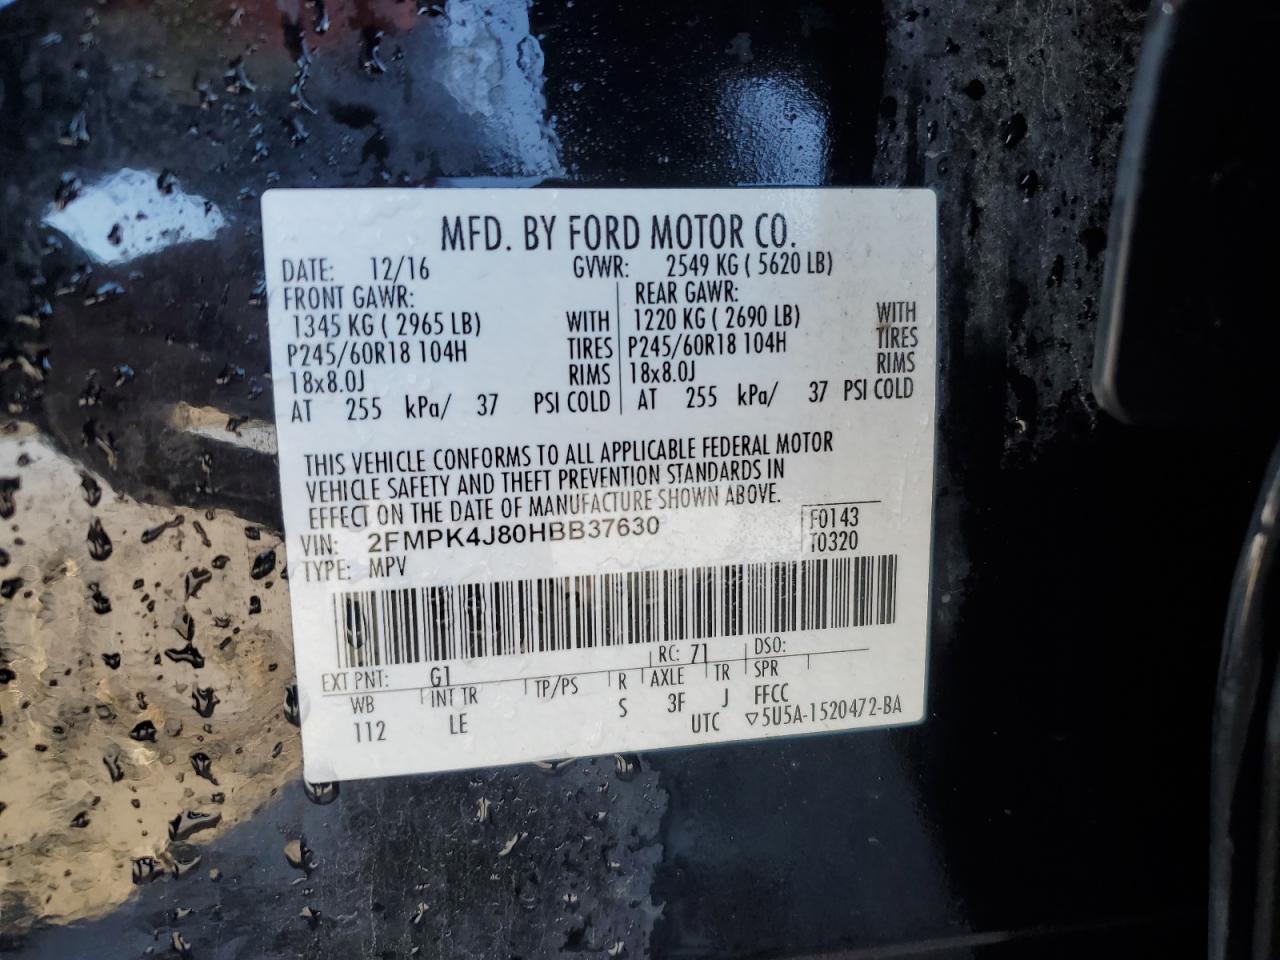 MFD. BY FORD MOTOR CO.
DATE: 12/16 GVWR: 2549 KG ( 5620 LB)
FRONT GAWR: REAR GAWR:
1345 KG ( 2965 LB) WITH 1220 KG ( 2690 LB) WITH
P245/60R18 104H TIRES P245/60R18 104H TIRES
18x8.0J RIMS 18x8.0J RIMS
AT 255 kPa/ 37 PSI COLD AT 255 kPa/ 37 PSI COLD
THIS VEHICLE CONFORMS TO ALL APPLICABLE FEDERAL MOTOR
VEHICLE SAFETY AND THEFT PREVENTION STANDARDS IN
EFFECT ON THE DATE OF MANUFACTURE SHOWN ABOVE.
VIN: 2FMPK4J80HBB37630 F0143
TYPE: MPV T0320
EXT PNT: G1 RC: 71 DSO:
WB INT TR TP/PS R AXLE TR SPR
112 LE S 3F J FFCC
UTC ▽5U5A-1520472-BA